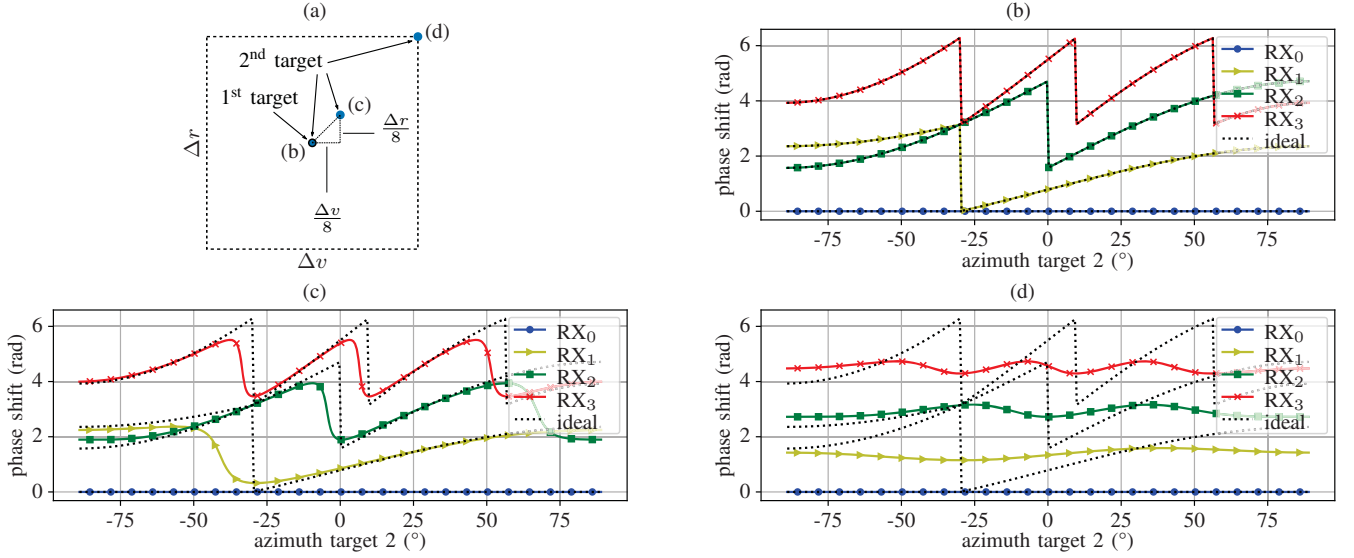 (a)
(d)
2nd target
1st target
(c)
Δr
Δr/8
(b)
Δv/8
Δv
(b)
phase shift (rad)
6
4
2
0
-75 -50 -25 0 25 50 75
azimuth target 2 (°)
RX0
RX1
RX2
RX3
ideal
(c)
phase shift (rad)
6
4
2
0
-75 -50 -25 0 25 50 75
azimuth target 2 (°)
RX0
RX1
RX2
RX3
ideal
(d)
phase shift (rad)
6
4
2
0
-75 -50 -25 0 25 50 75
azimuth target 2 (°)
RX0
RX1
RX2
RX3
ideal